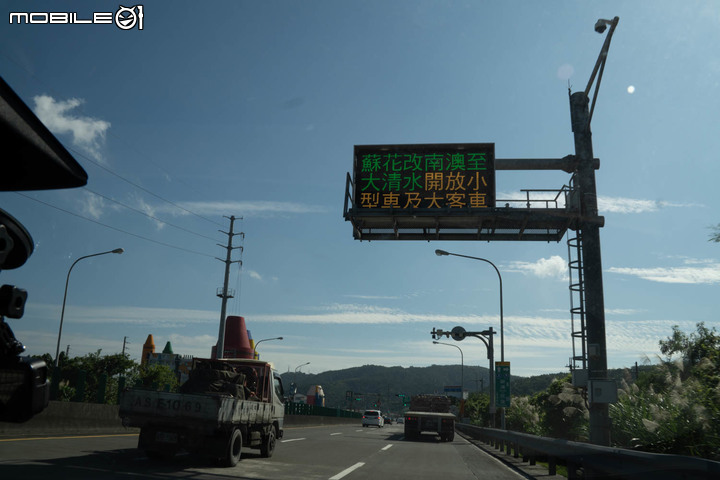 mobile01
蘇花改南澳至
大清水開放小
型車及大客車